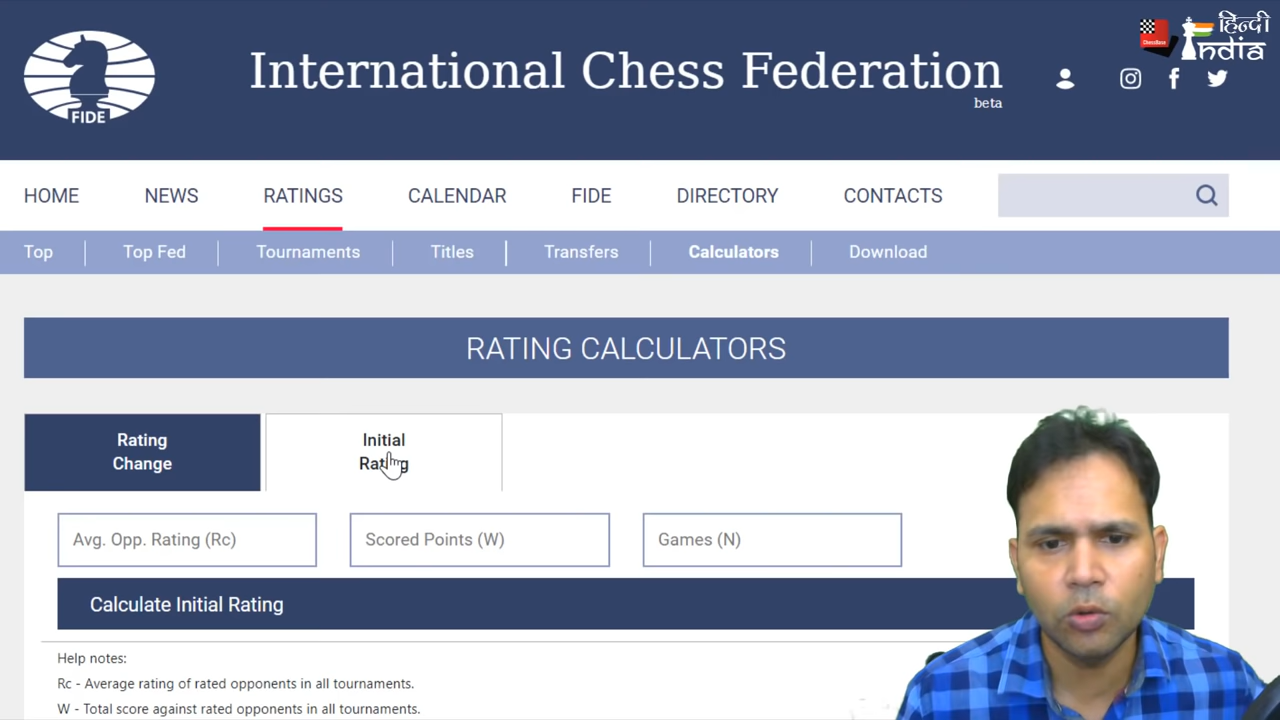 FIDE
International Chess Federation
beta
ChessBase
हिन्दी
India
HOME NEWS RATINGS CALENDAR FIDE DIRECTORY CONTACTS
Top Top Fed Tournaments Titles Transfers Calculators Download
RATING CALCULATORS
Rating
Change
Initial
Rating
Avg. Opp. Rating (Rc) Scored Points (W) Games (N)
Calculate Initial Rating
Help notes:
Rc - Average rating of rated opponents in all tournaments.
W - Total score against rated opponents in all tournaments.